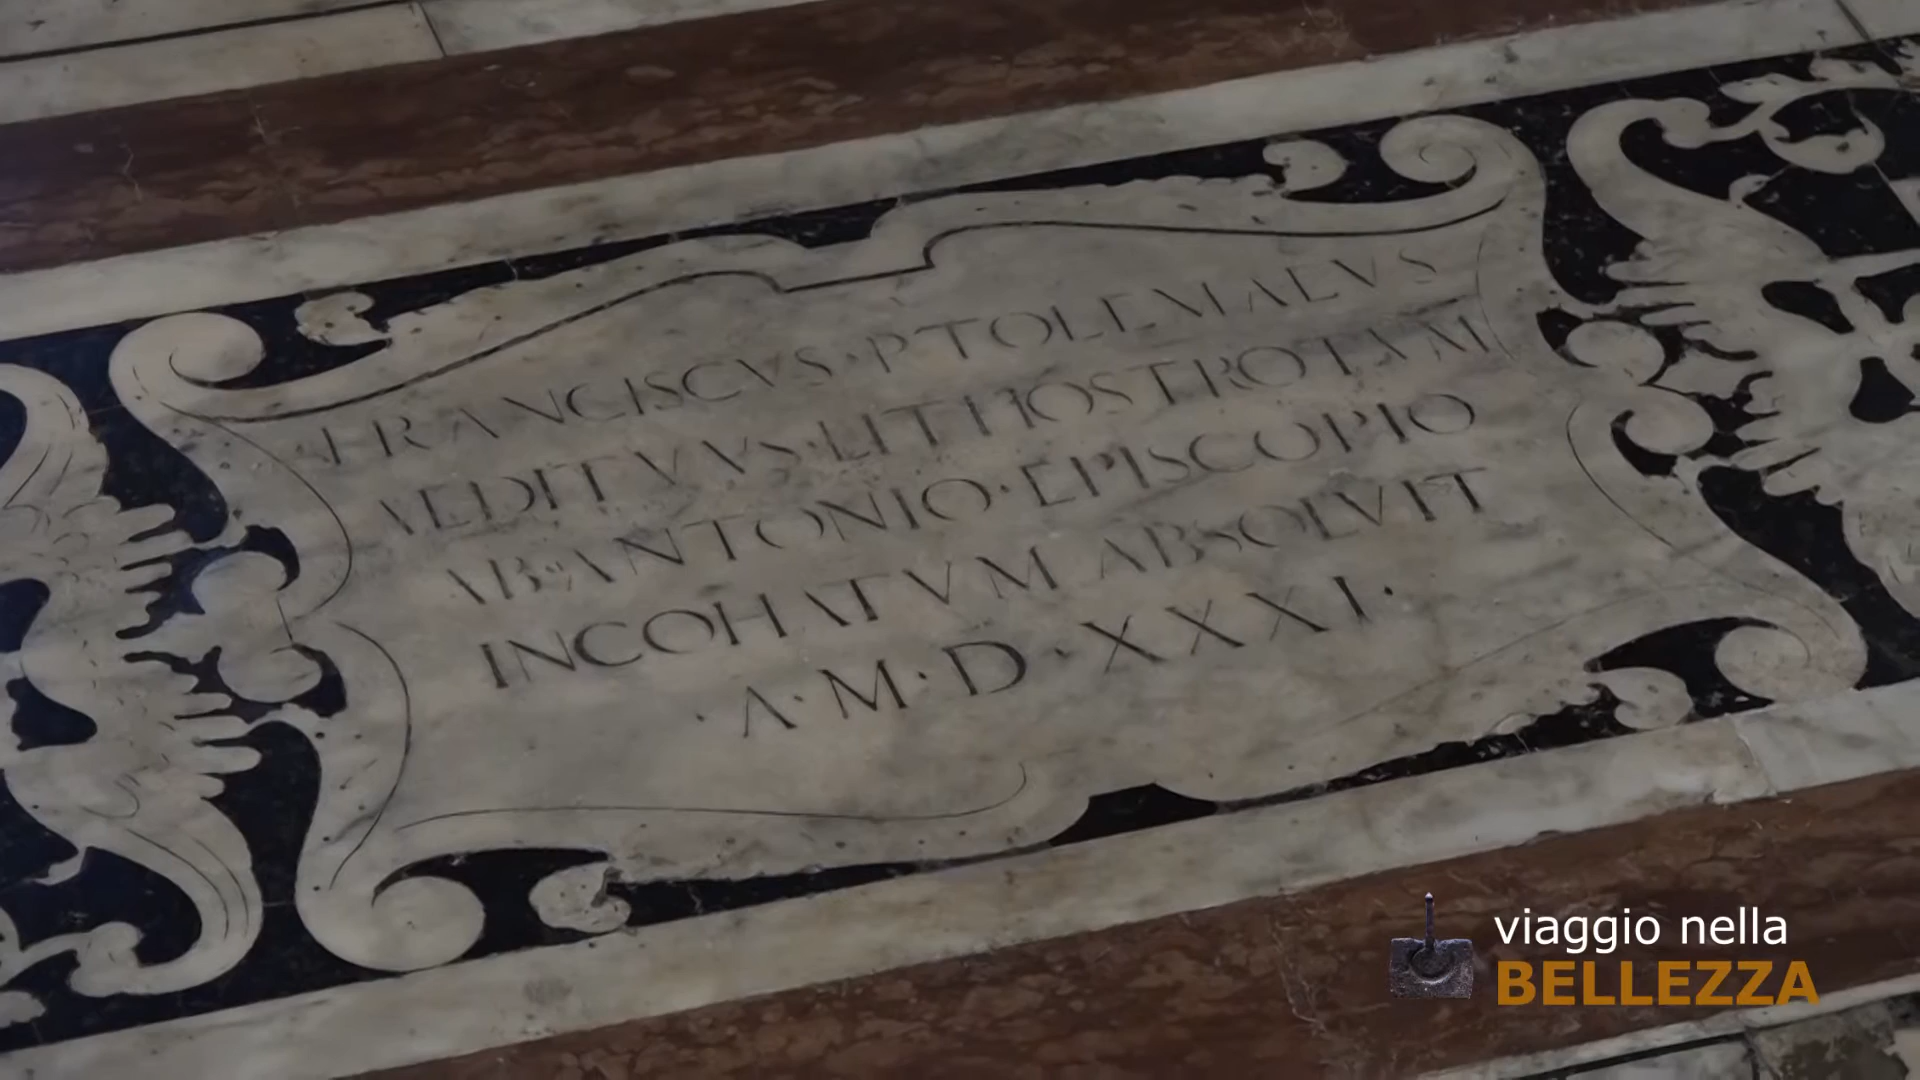 FRANCISCVS·PTOLEMAEVS
AEDITVVS·LITHOSTROTVM
AB·ANTONIO·EPISCOPIO
INCOHATVM ABSOLVIT
·A·M·D·XXXI·
viaggio nella
BELLEZZA